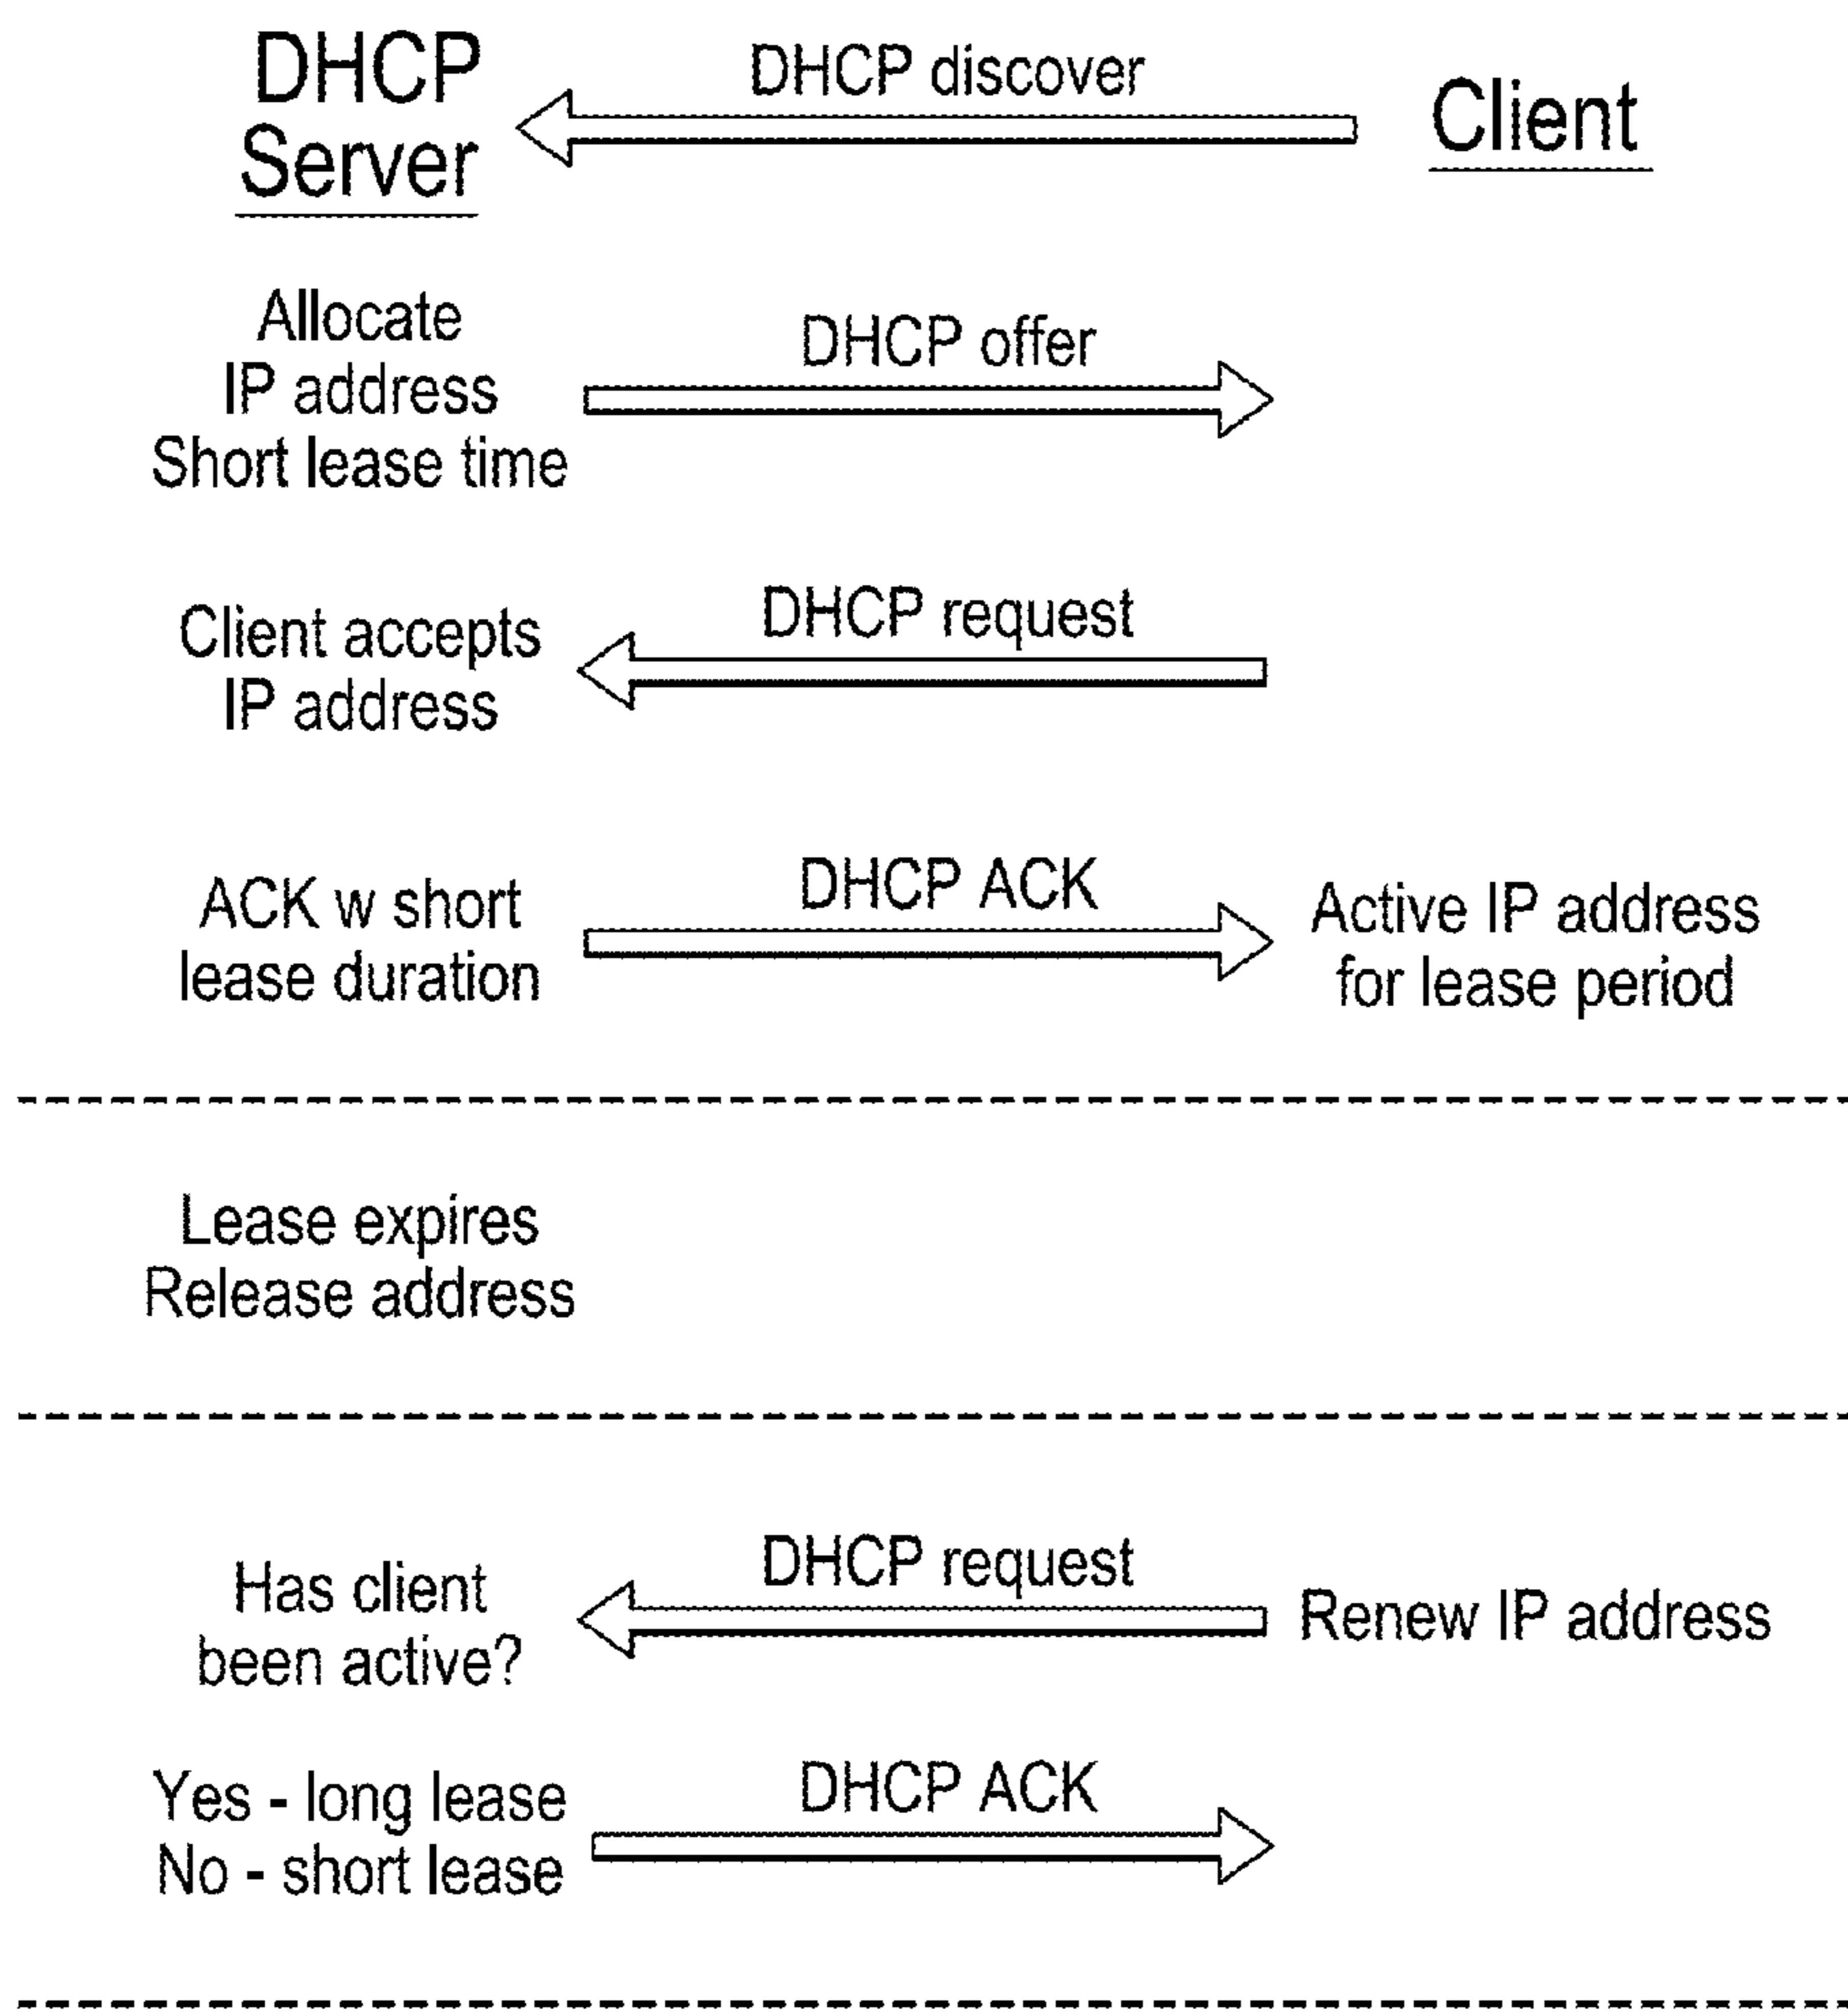 DHCP
Server
DHCP discover
Client
Allocate
IP address
Short lease time
DHCP offer
Client accepts
IP address
DHCP request
ACK w short
lease duration
DHCP ACK
Active IP address
for lease period
Lease expires
Release address
Has client
been active?
DHCP request
Renew IP address
Yes - long lease
No - short lease
DHCP ACK